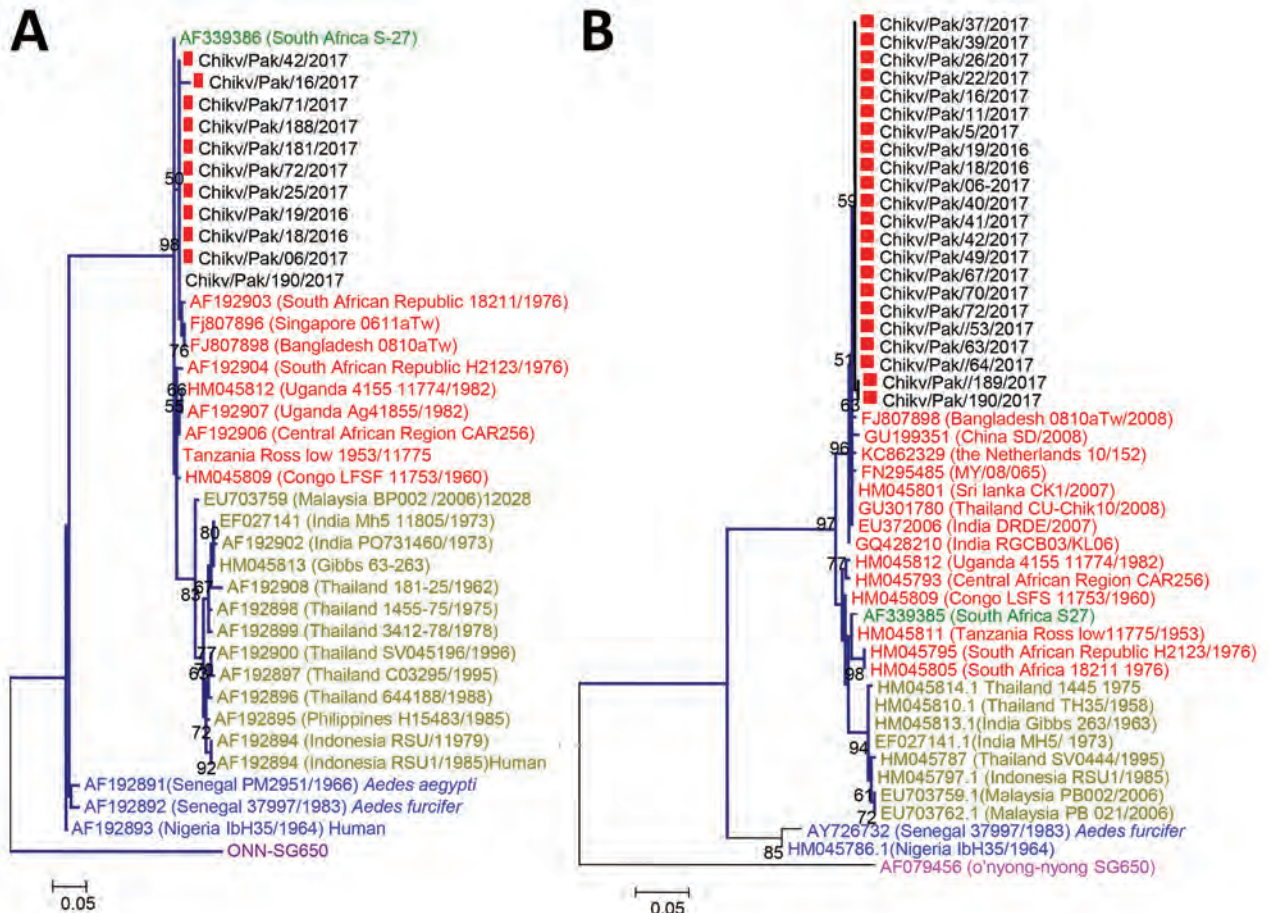 A
AF339386 (South Africa S-27)
Chikv/Pak/42/2017
Chikv/Pak/16/2017
Chikv/Pak/71/2017
Chikv/Pak/188/2017
Chikv/Pak/181/2017
Chikv/Pak/72/2017
50
Chikv/Pak/25/2017
Chikv/Pak/19/2016
Chikv/Pak/18/2016
98
Chikv/Pak/06/2017
Chikv/Pak/190/2017
AF192903 (South African Republic 18211/1976)
Fj807896 (Singapore 0611aTw)
FJ807898 (Bangladesh 0810aTw)
76
AF192904 (South African Republic H2123/1976)
66
HM045812 (Uganda 4155 11774/1982)
55
AF192907 (Uganda Ag41855/1982)
AF192906 (Central African Region CAR256)
Tanzania Ross low 1953/11775
HM045809 (Congo LFSF 11753/1960)
EU703759 (Malaysia BP002 /2006)12028
EF027141 (India Mh5 11805/1973)
80
AF192902 (India PO731460/1973)
HM045813 (Gibbs 63-263)
67
AF192908 (Thailand 181-25/1962)
83
AF192898 (Thailand 1455-75/1975)
AF192899 (Thailand 3412-78/1978)
77
AF192900 (Thailand SV045196/1996)
63
AF192897 (Thailand C03295/1995)
AF192896 (Thailand 644188/1988)
AF192895 (Philippines H15483/1985)
72
AF192894 (Indonesia RSU/11979)
92
AF192894 (Indonesia RSU1/1985)Human
AF192891(Senegal PM2951/1966) Aedes aegypti
AF192892 (Senegal 37997/1983) Aedes furcifer
AF192893 (Nigeria IbH35/1964) Human
ONN-SG650
0.05
B
Chikv/Pak/37/2017
Chikv/Pak/39/2017
Chikv/Pak/26/2017
Chikv/Pak/22/2017
Chikv/Pak/16/2017
Chikv/Pak/11/2017
Chikv/Pak/5/2017
Chikv/Pak/19/2016
Chikv/Pak/18/2016
Chikv/Pak/06-2017
59
Chikv/Pak/40/2017
Chikv/Pak/41/2017
Chikv/Pak/42/2017
Chikv/Pak/49/2017
Chikv/Pak/67/2017
Chikv/Pak/70/2017
Chikv/Pak/72/2017
Chikv/Pak//53/2017
Chikv/Pak/63/2017
51
Chikv/Pak//64/2017
Chikv/Pak//189/2017
63
Chikv/Pak/190/2017
FJ807898 (Bangladesh 0810aTw/2008)
GU199351 (China SD/2008)
96
KC862329 (the Netherlands 10/152)
FN295485 (MY/08/065)
HM045801 (Sri lanka CK1/2007)
GU301780 (Thailand CU-Chik10/2008)
97
EU372006 (India DRDE/2007)
GQ428210 (India RGCB03/KL06)
77
HM045812 (Uganda 4155 11774/1982)
HM045793 (Central African Region CAR256)
HM045809 (Congo LSFS 11753/1960)
AF339385 (South Africa S27)
HM045811 (Tanzania Ross low11775/1953)
HM045795 (South African Republic H2123/1976)
98
HM045805 (South Africa 18211 1976)
HM045814.1 Thailand 1445 1975
HM045810.1 (Thailand TH35/1958)
HM045813.1(India Gibbs 263/1963)
94
EF027141.1(India MH5/ 1973)
HM045787 (Thailand SV0444/1995)
HM045797.1 (Indonesia RSU1/1985)
61
EU703759.1(Malaysia PB002/2006)
72
EU703762.1 (Malaysia PB 021/2006)
AY726732 (Senegal 37997/1983) Aedes furcifer
85
HM045786.1(Nigeria IbH35/1964)
AF079456 (o'nyong-nyong SG650)
0.05